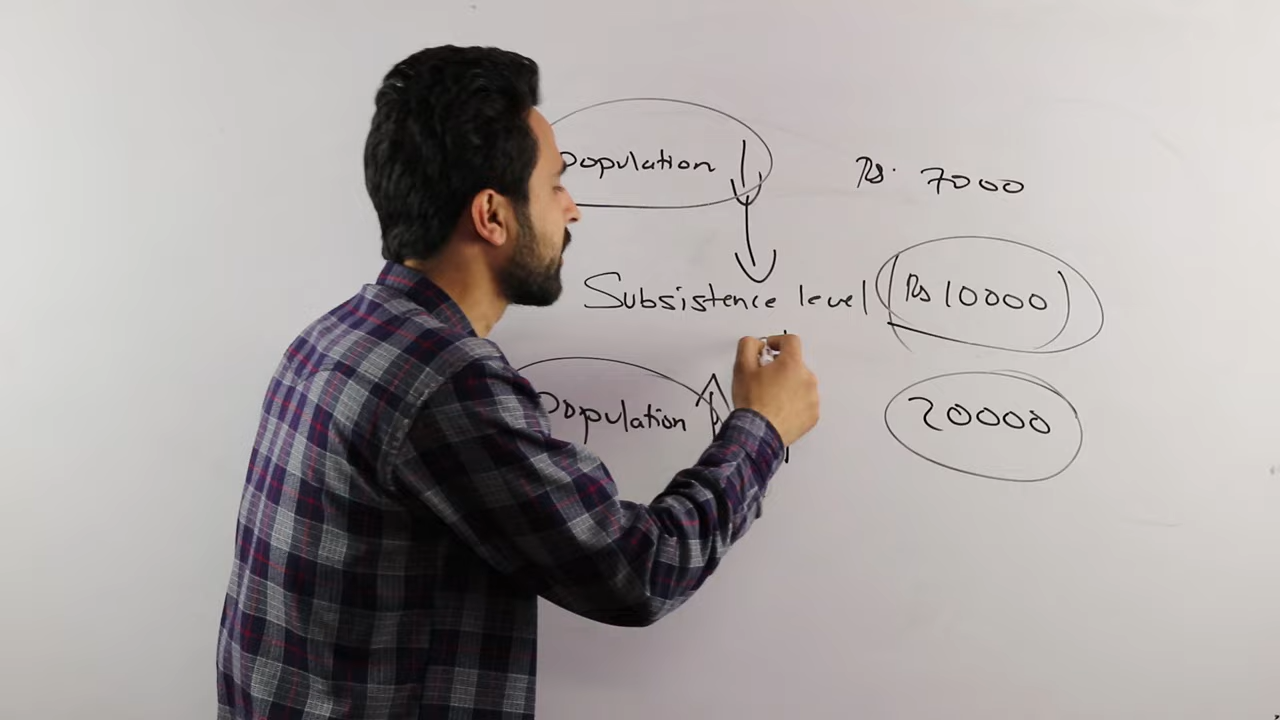 population Rs. 7000
Subsistence level (Rs 10000)
population 20000